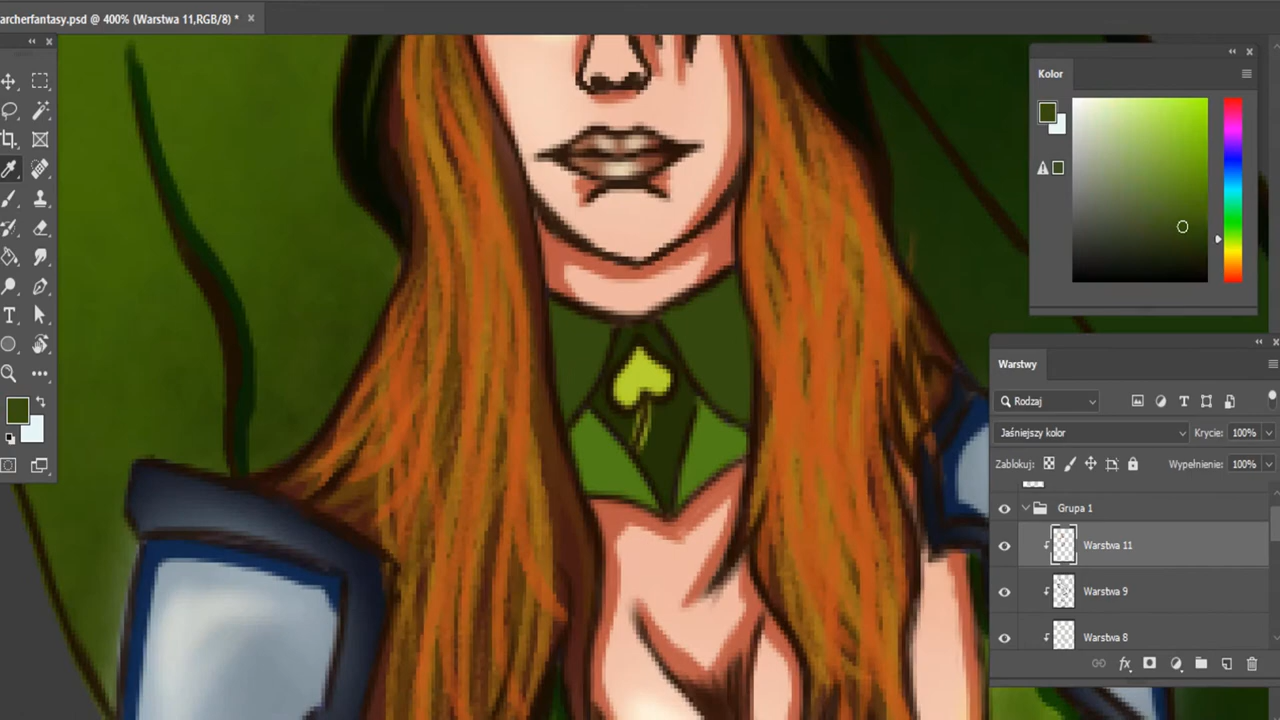 archerfantasy.psd @ 400% (Warstwa 11,RGB/8) *
Kolor
Warstwy
Rodzaj
Jaśniejszy kolor
Krycie: 100%
Zablokuj:
Wypełnienie: 100%
Grupa 1
Warstwa 11
Warstwa 9
Warstwa 8